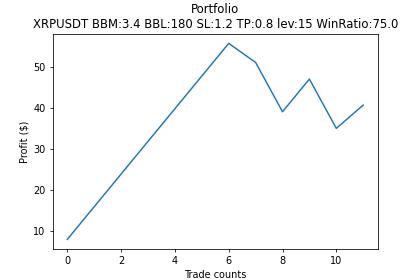 Portfolio
XRPUSDT BBM:3.4 BBL:180 SL:1.2 TP:0.8 lev:15 WinRatio:75.0
50
40
30
20
10
Profit ($)
0 2 4 6 8 10
Trade counts